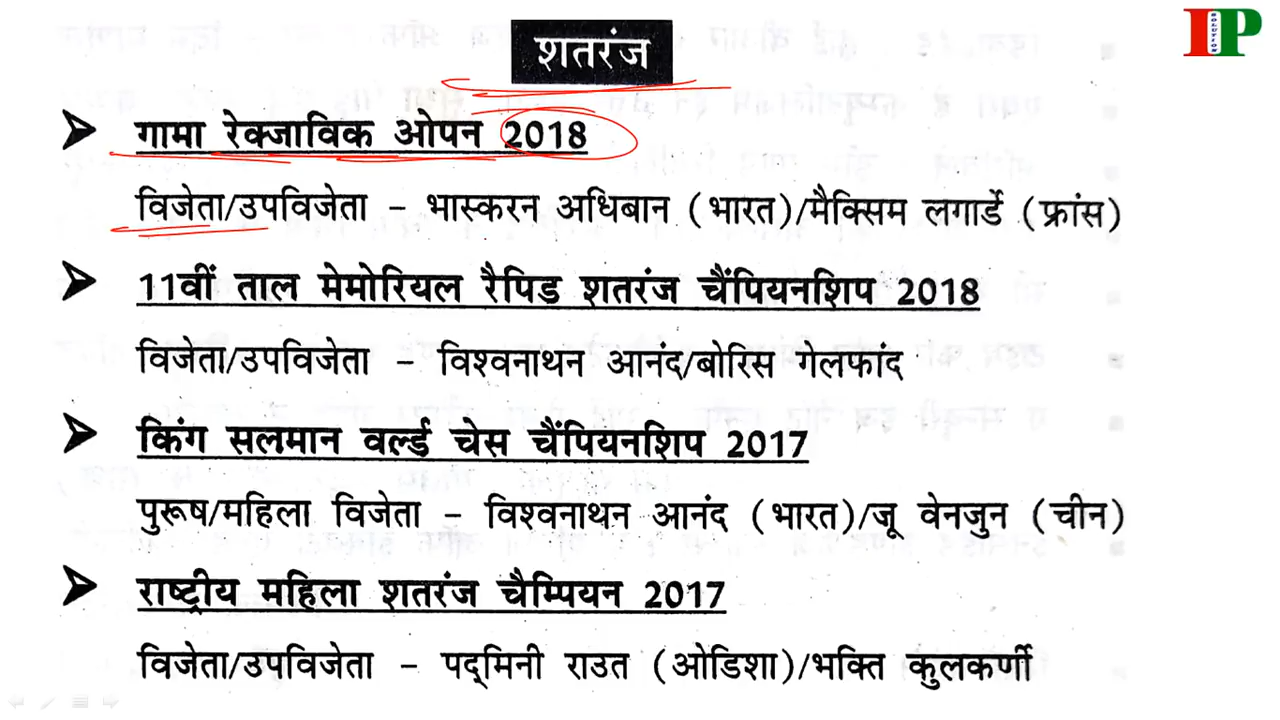 शतरंज
IP
SOLUTION
➤ गामा रेक्जाविक ओपन 2018
विजेता/उपविजेता – भास्करन अधिबान (भारत)/मैक्सिम लगार्डे (फ्रांस)
➤ 11वीं ताल मेमोरियल रैपिड शतरंज चैंपियनशिप 2018
विजेता/उपविजेता – विश्वनाथन आनंद/बोरिस गेलफांद
➤ किंग सलमान वर्ल्ड चेस चैंपियनशिप 2017
पुरूष/महिला विजेता – विश्वनाथन आनंद (भारत)/जू वेनजुन (चीन)
➤ राष्ट्रीय महिला शतरंज चैम्पियन 2017
विजेता/उपविजेता – पद्मिनी राउत (ओडिशा)/भक्ति कुलकर्णी